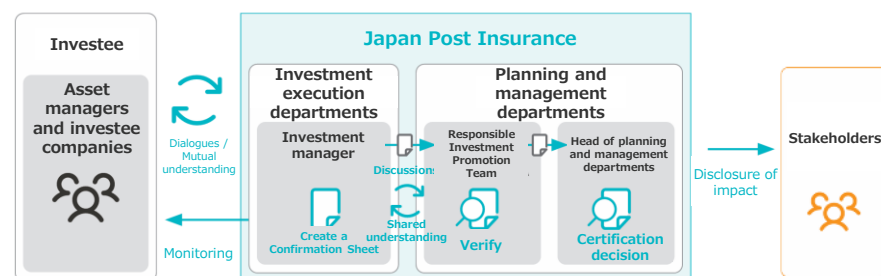 Investee
Asset
managers
and investee
companies
Dialogues /
Mutual
understanding
Monitoring
Japan Post Insurance
Investment
execution
departments
Investment
manager
Create a
Confirmation Sheet
Discussions
Shared
understanding
Planning and
management
departments
Responsible
Investment
Promotion
Team
Verify
Head of planning
and management
departments
Certification
decision
Disclosure of
impact
Stakeholders